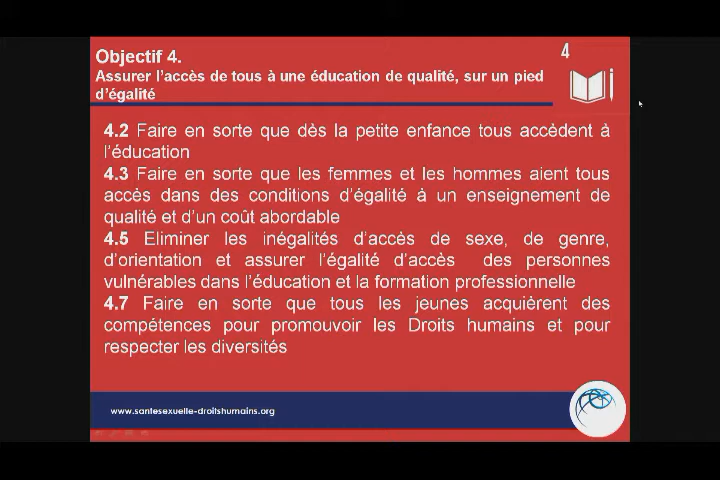 Objectif 4.
4
Assurer l'accès de tous à une éducation de qualité, sur un pied
d'égalité
4.2 Faire en sorte que dès la petite enfance tous accèdent à
l'éducation
4.3 Faire en sorte que les femmes et les hommes aient tous
accès dans des conditions d'égalité à un enseignement de
qualité et d'un coût abordable
4.5 Eliminer les inégalités d'accès de sexe, de genre,
d'orientation et assurer l'égalité d'accès des personnes
vulnérables dans l'éducation et la formation professionnelle
4.7 Faire en sorte que tous les jeunes acquièrent des
compétences pour promouvoir les Droits humains et pour
respecter les diversités
www.santesexuelle-droitshumains.org